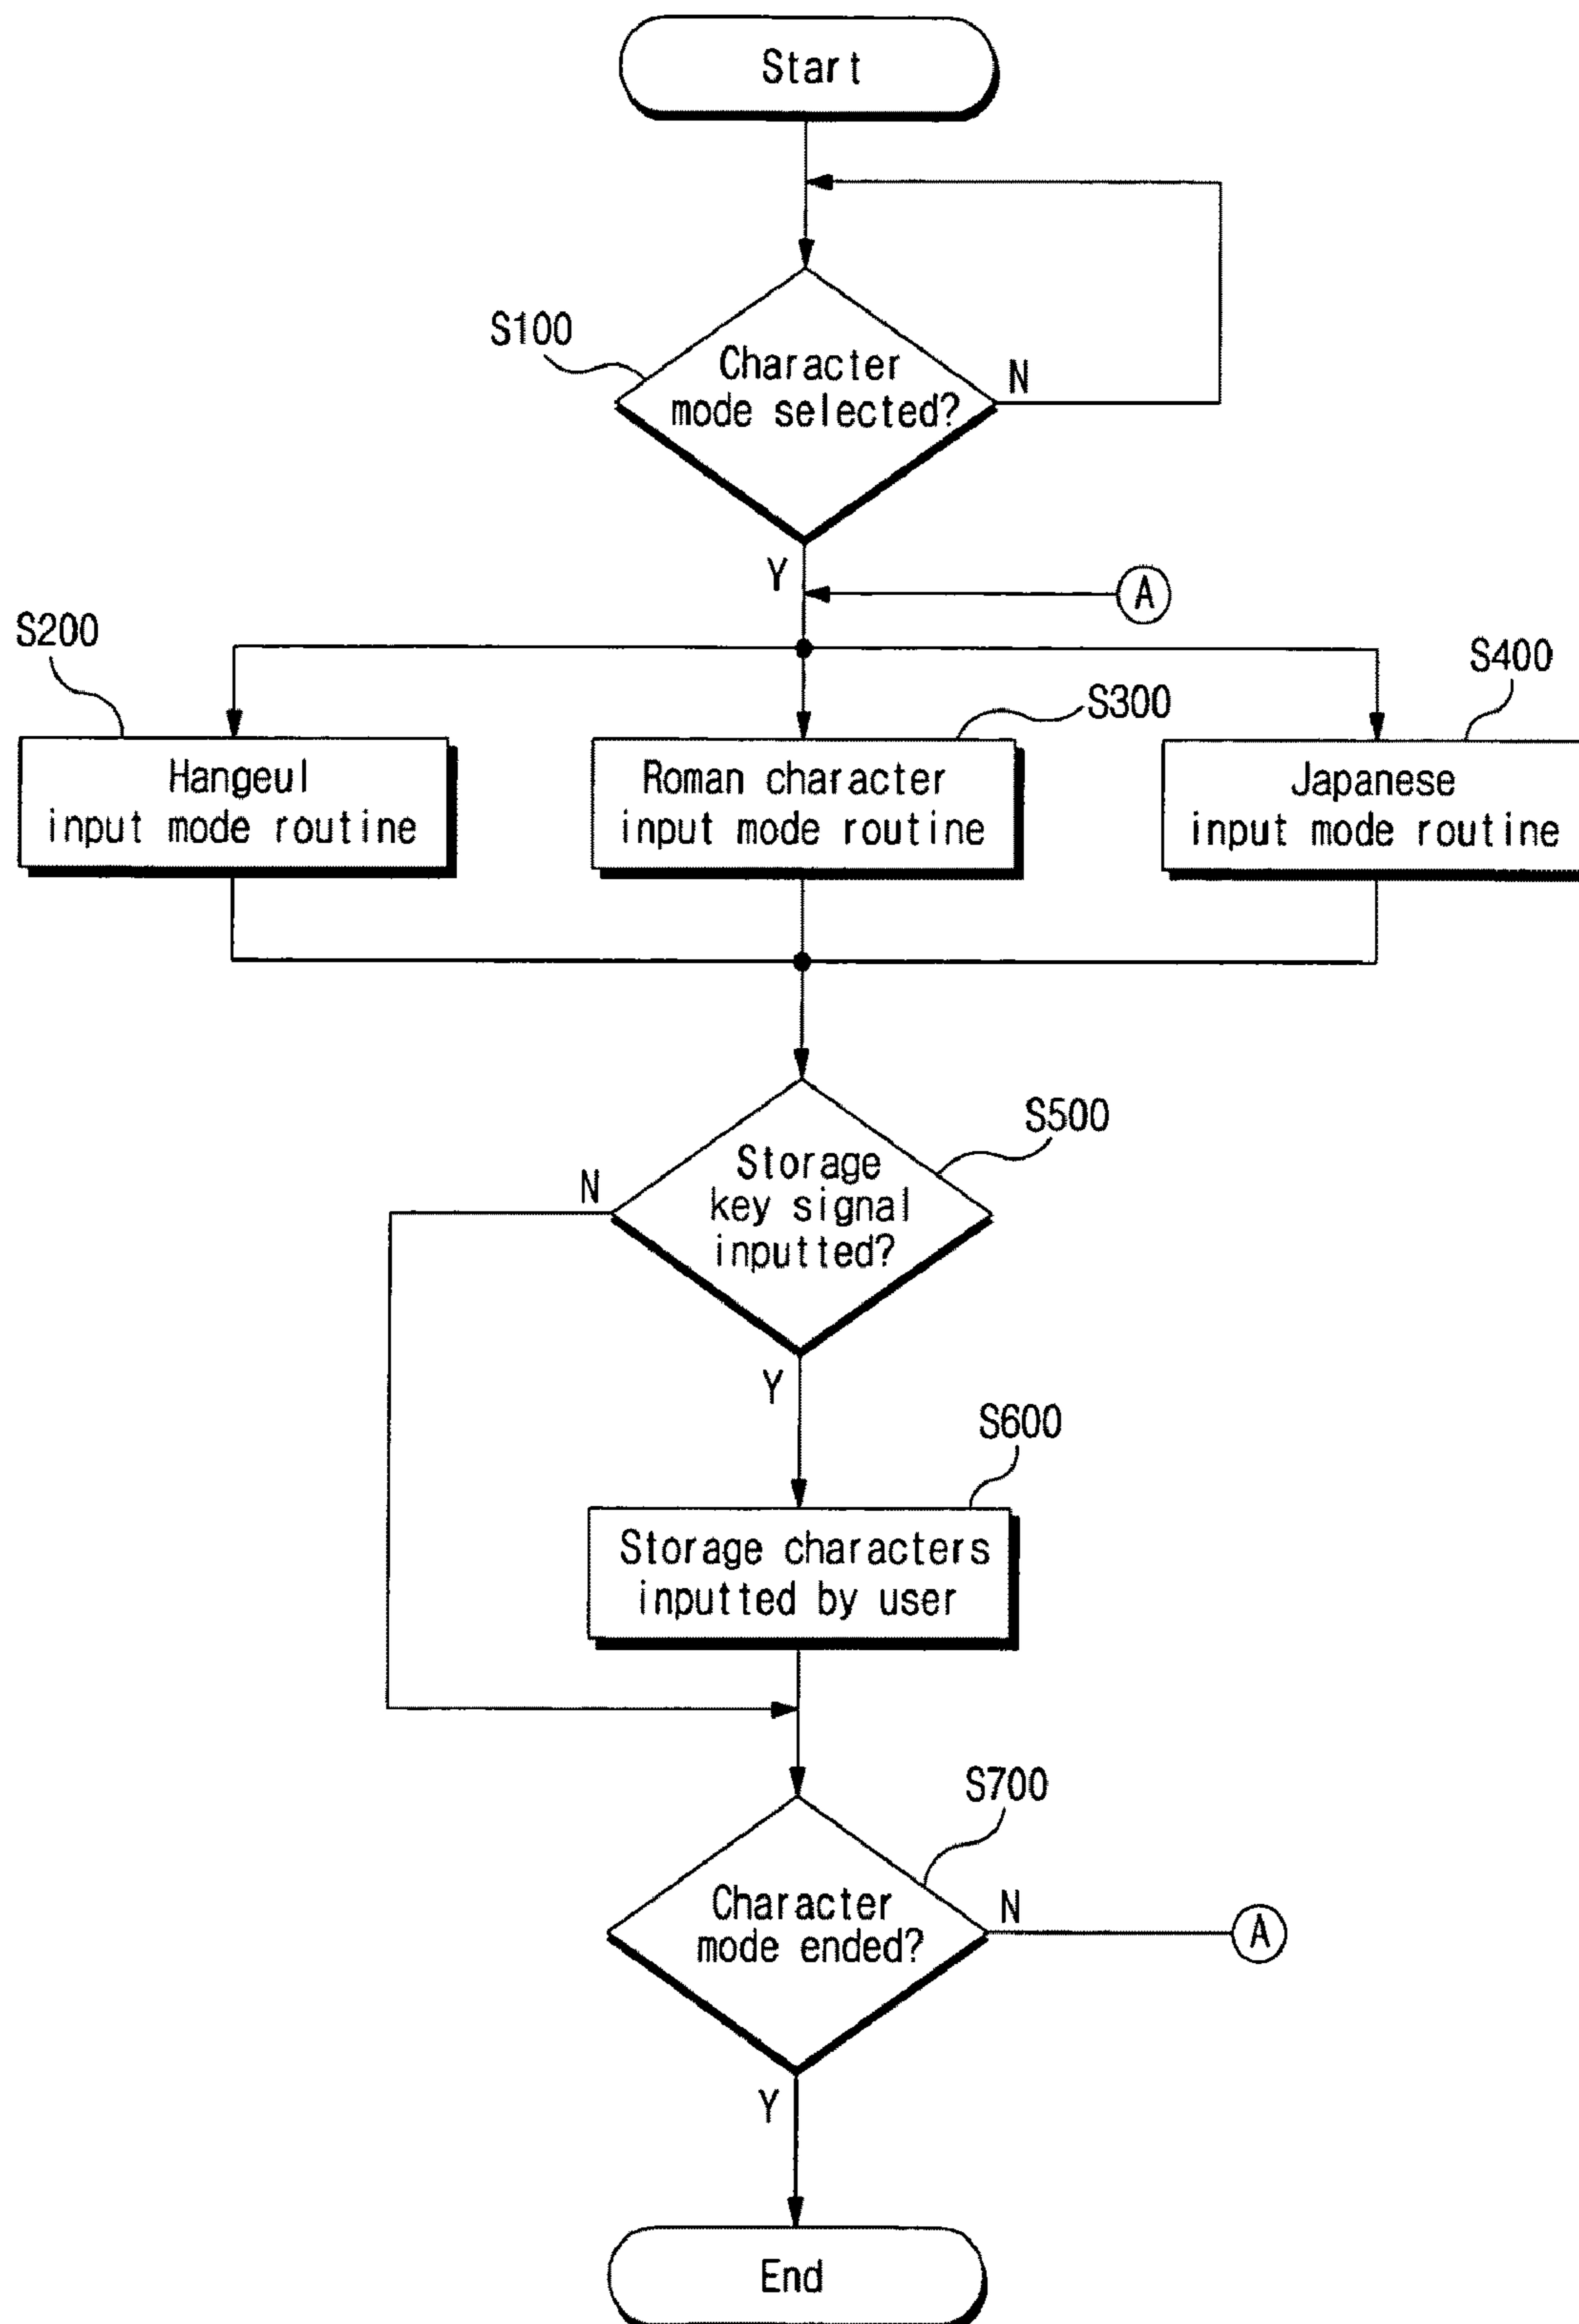 Start
S100
Character
mode selected?
N
Y
A
S200
S300
S400
Hangeul
input mode routine
Roman character
input mode routine
Japanese
input mode routine
S500
Storage
key signal
inputted?
N
Y
S600
Storage characters
inputted by user
S700
Character
mode ended?
N
A
Y
End